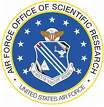 AIR FORCE OFFICE OF SCIENTIFIC RESEARCH
UNITED STATES AIR FORCE